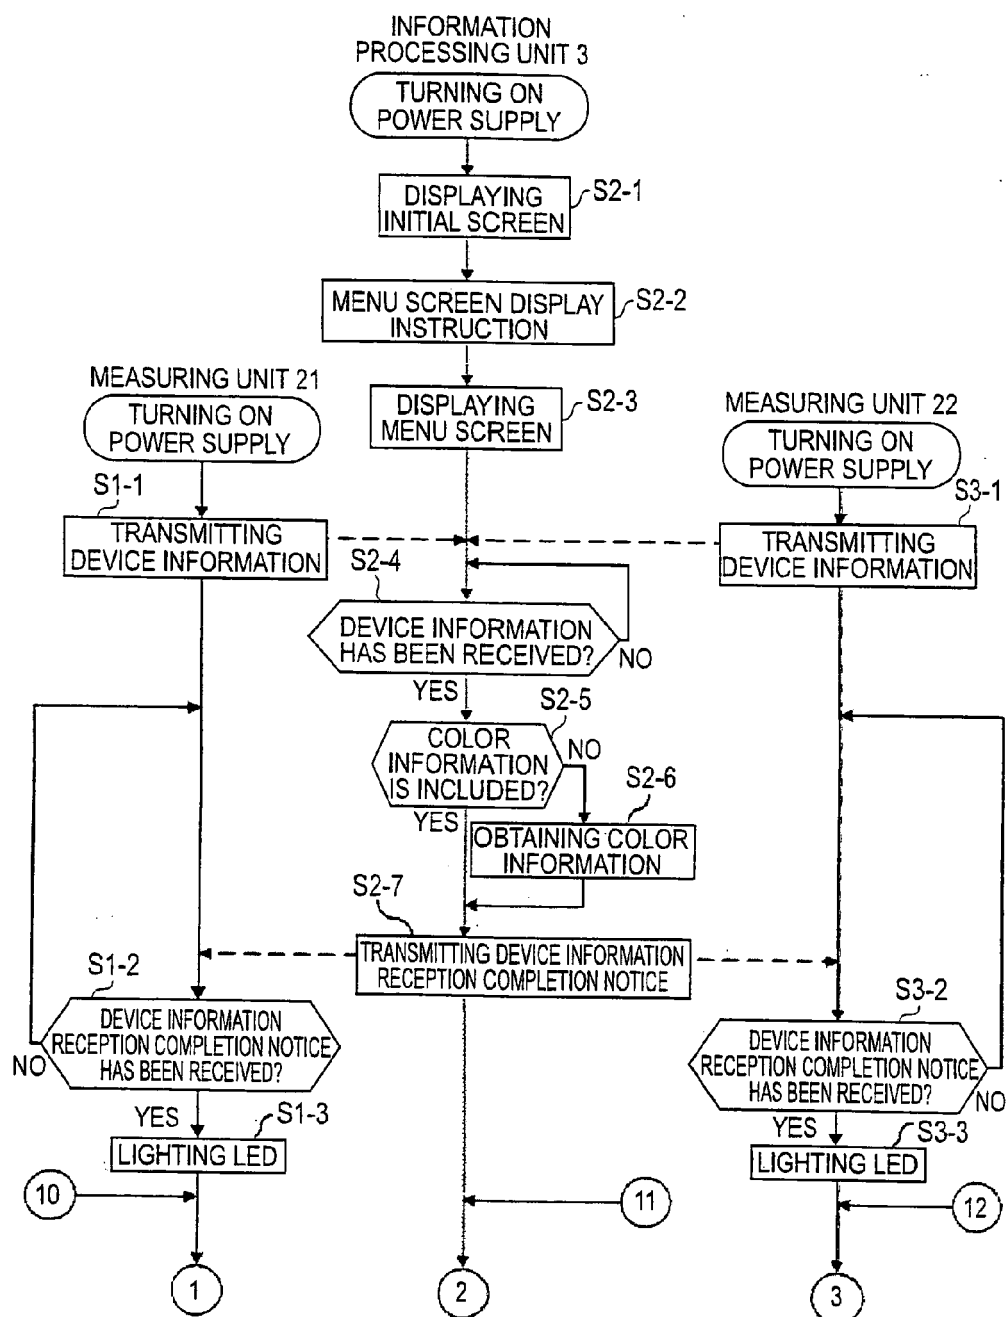 INFORMATION
PROCESSING UNIT 3
TURNING ON
POWER SUPPLY
DISPLAYING
INITIAL SCREEN
S2-1
MENU SCREEN DISPLAY
INSTRUCTION
S2-2
DISPLAYING
MENU SCREEN
S2-3
MEASURING UNIT 21
TURNING ON
POWER SUPPLY
MEASURING UNIT 22
TURNING ON
POWER SUPPLY
S1-1
TRANSMITTING
DEVICE INFORMATION
S3-1
TRANSMITTING
DEVICE INFORMATION
S2-4
DEVICE INFORMATION
HAS BEEN RECEIVED?
NO
YES
S2-5
COLOR
INFORMATION
IS INCLUDED?
NO
YES
S2-6
OBTAINING COLOR
INFORMATION
S2-7
TRANSMITTING DEVICE INFORMATION
RECEPTION COMPLETION NOTICE
S1-2
DEVICE INFORMATION
RECEPTION COMPLETION NOTICE
HAS BEEN RECEIVED?
NO
YES
S3-2
DEVICE INFORMATION
RECEPTION COMPLETION NOTICE
HAS BEEN RECEIVED?
NO
YES
S1-3
LIGHTING LED
S3-3
LIGHTING LED
10
11
12
1
2
3